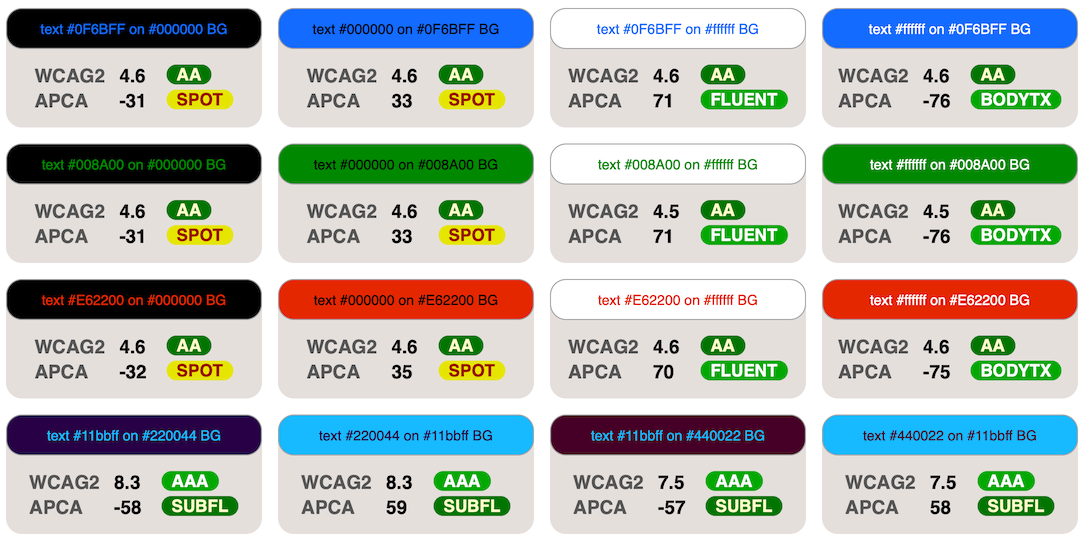 text #0F6BFF on #000000 BG
WCAG2 4.6 AA
APCA -31 SPOT
text #000000 on #0F6BFF BG
WCAG2 4.6 AA
APCA 33 SPOT
text #0F6BFF on #ffffff BG
WCAG2 4.6 AA
APCA 71 FLUENT
text #ffffff on #0F6BFF BG
WCAG2 4.6 AA
APCA -76 BODYTX
text #008A00 on #000000 BG
WCAG2 4.6 AA
APCA -31 SPOT
text #000000 on #008A00 BG
WCAG2 4.6 AA
APCA 33 SPOT
text #008A00 on #ffffff BG
WCAG2 4.5 AA
APCA 71 FLUENT
text #ffffff on #008A00 BG
WCAG2 4.5 AA
APCA -76 BODYTX
text #E62200 on #000000 BG
WCAG2 4.6 AA
APCA -32 SPOT
text #000000 on #E62200 BG
WCAG2 4.6 AA
APCA 35 SPOT
text #E62200 on #ffffff BG
WCAG2 4.6 AA
APCA 70 FLUENT
text #ffffff on #E62200 BG
WCAG2 4.6 AA
APCA -75 BODYTX
text #11bbff on #220044 BG
WCAG2 8.3 AAA
APCA -58 SUBFL
text #220044 on #11bbff BG
WCAG2 8.3 AAA
APCA 59 SUBFL
text #11bbff on #440022 BG
WCAG2 7.5 AAA
APCA -57 SUBFL
text #440022 on #11bbff BG
WCAG2 7.5 AAA
APCA 58 SUBFL